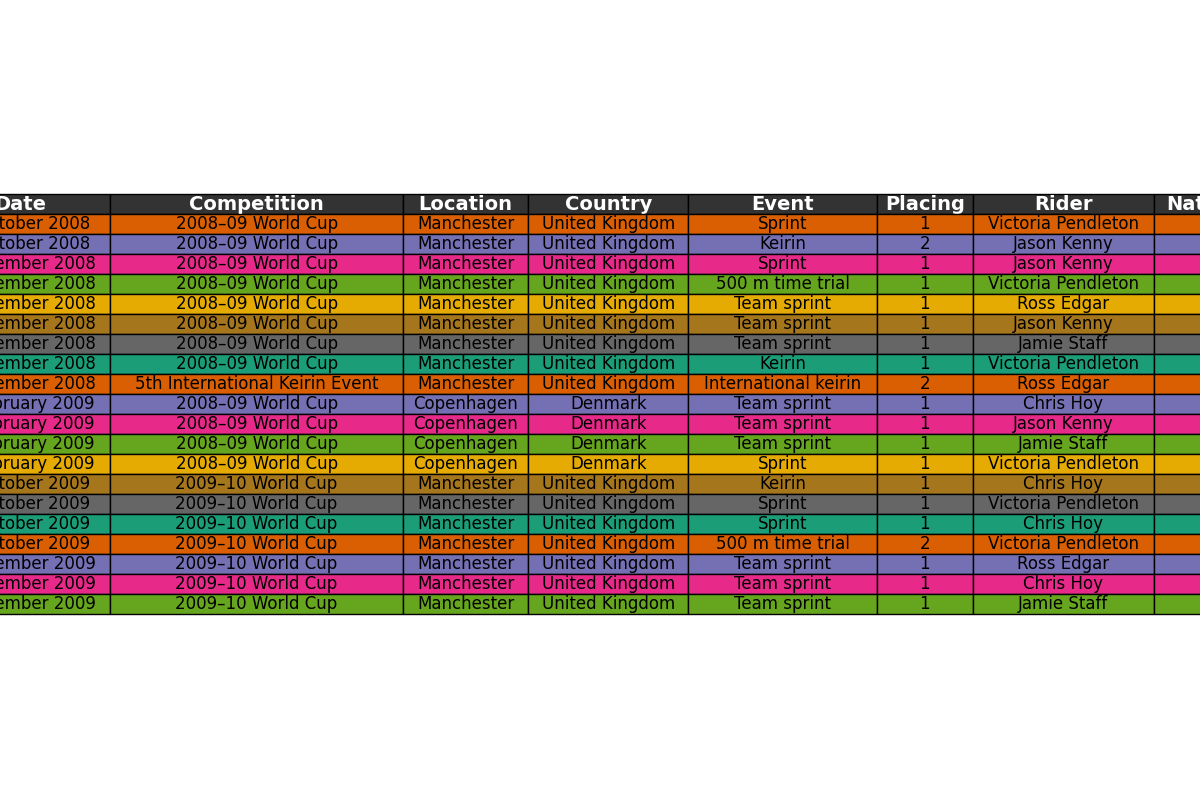 Date Competition Location Country Event Placing Rider Nat
tober 2008 2008–09 World Cup Manchester United Kingdom Sprint 1 Victoria Pendleton
tober 2008 2008–09 World Cup Manchester United Kingdom Keirin 2 Jason Kenny
ember 2008 2008–09 World Cup Manchester United Kingdom Sprint 1 Jason Kenny
ember 2008 2008–09 World Cup Manchester United Kingdom 500 m time trial 1 Victoria Pendleton
ember 2008 2008–09 World Cup Manchester United Kingdom Team sprint 1 Ross Edgar
ember 2008 2008–09 World Cup Manchester United Kingdom Team sprint 1 Jason Kenny
ember 2008 2008–09 World Cup Manchester United Kingdom Team sprint 1 Jamie Staff
ember 2008 2008–09 World Cup Manchester United Kingdom Keirin 1 Victoria Pendleton
ember 2008 5th International Keirin Event Manchester United Kingdom International keirin 2 Ross Edgar
bruary 2009 2008–09 World Cup Copenhagen Denmark Team sprint 1 Chris Hoy
bruary 2009 2008–09 World Cup Copenhagen Denmark Team sprint 1 Jason Kenny
bruary 2009 2008–09 World Cup Copenhagen Denmark Team sprint 1 Jamie Staff
bruary 2009 2008–09 World Cup Copenhagen Denmark Sprint 1 Victoria Pendleton
tober 2009 2009–10 World Cup Manchester United Kingdom Keirin 1 Chris Hoy
tober 2009 2009–10 World Cup Manchester United Kingdom Sprint 1 Victoria Pendleton
tober 2009 2009–10 World Cup Manchester United Kingdom Sprint 1 Chris Hoy
tober 2009 2009–10 World Cup Manchester United Kingdom 500 m time trial 2 Victoria Pendleton
ember 2009 2009–10 World Cup Manchester United Kingdom Team sprint 1 Ross Edgar
ember 2009 2009–10 World Cup Manchester United Kingdom Team sprint 1 Chris Hoy
ember 2009 2009–10 World Cup Manchester United Kingdom Team sprint 1 Jamie Staff